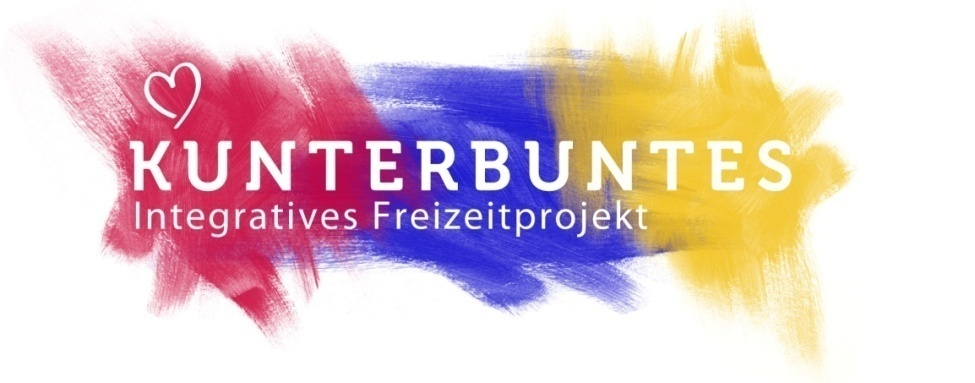 KUNTERBUNTES
Integratives Freizeitprojekt